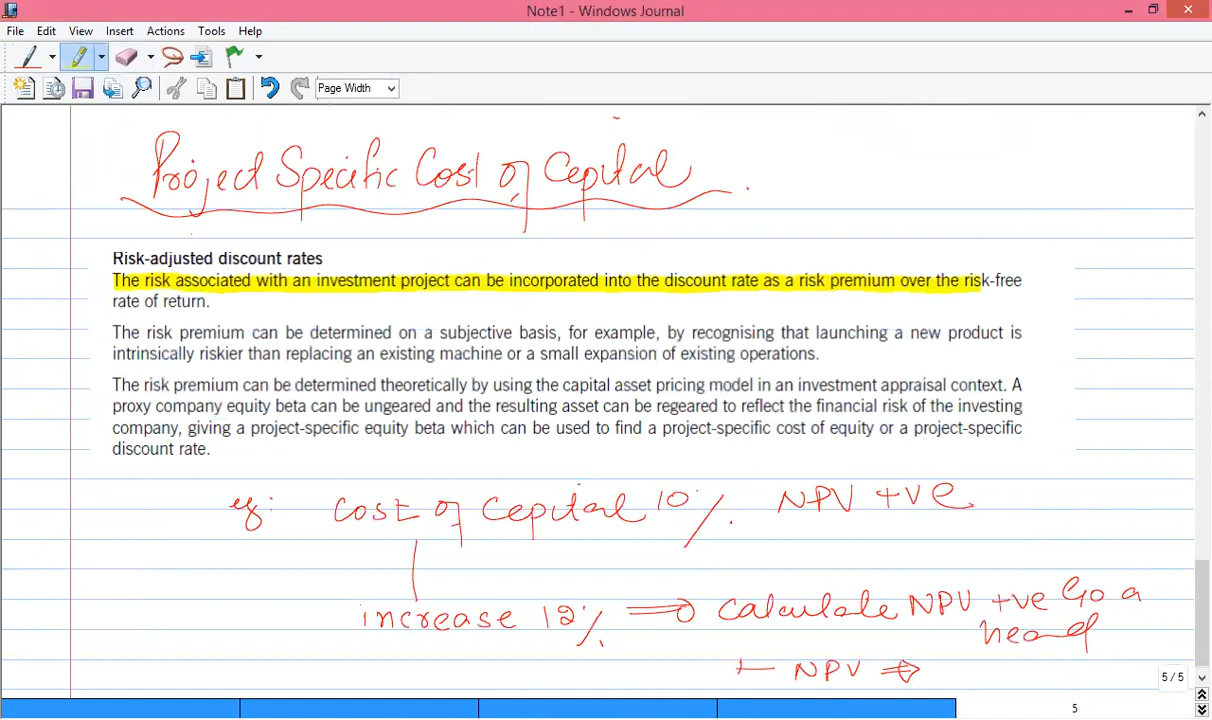 Note1 - Windows Journal
File Edit View Insert Actions Tools Help
Page Width
Project Specific Cost of Capital
Risk-adjusted discount rates
The risk associated with an investment project can be incorporated into the discount rate as a risk premium over the risk-free
rate of return.
The risk premium can be determined on a subjective basis, for example, by recognising that launching a new product is
intrinsically riskier than replacing an existing machine or a small expansion of existing operations.
The risk premium can be determined theoretically by using the capital asset pricing model in an investment appraisal context. A
proxy company equity beta can be ungeared and the resulting asset can be regeared to reflect the financial risk of the investing
company, giving a project-specific equity beta which can be used to find a project-specific cost of equity or a project-specific
discount rate.
eg: Cost of Capital 10%. NPV +ve
increase 12% ⇒ Calculate NPV +ve Go a
head
NPV ⇒
5 / 5
5